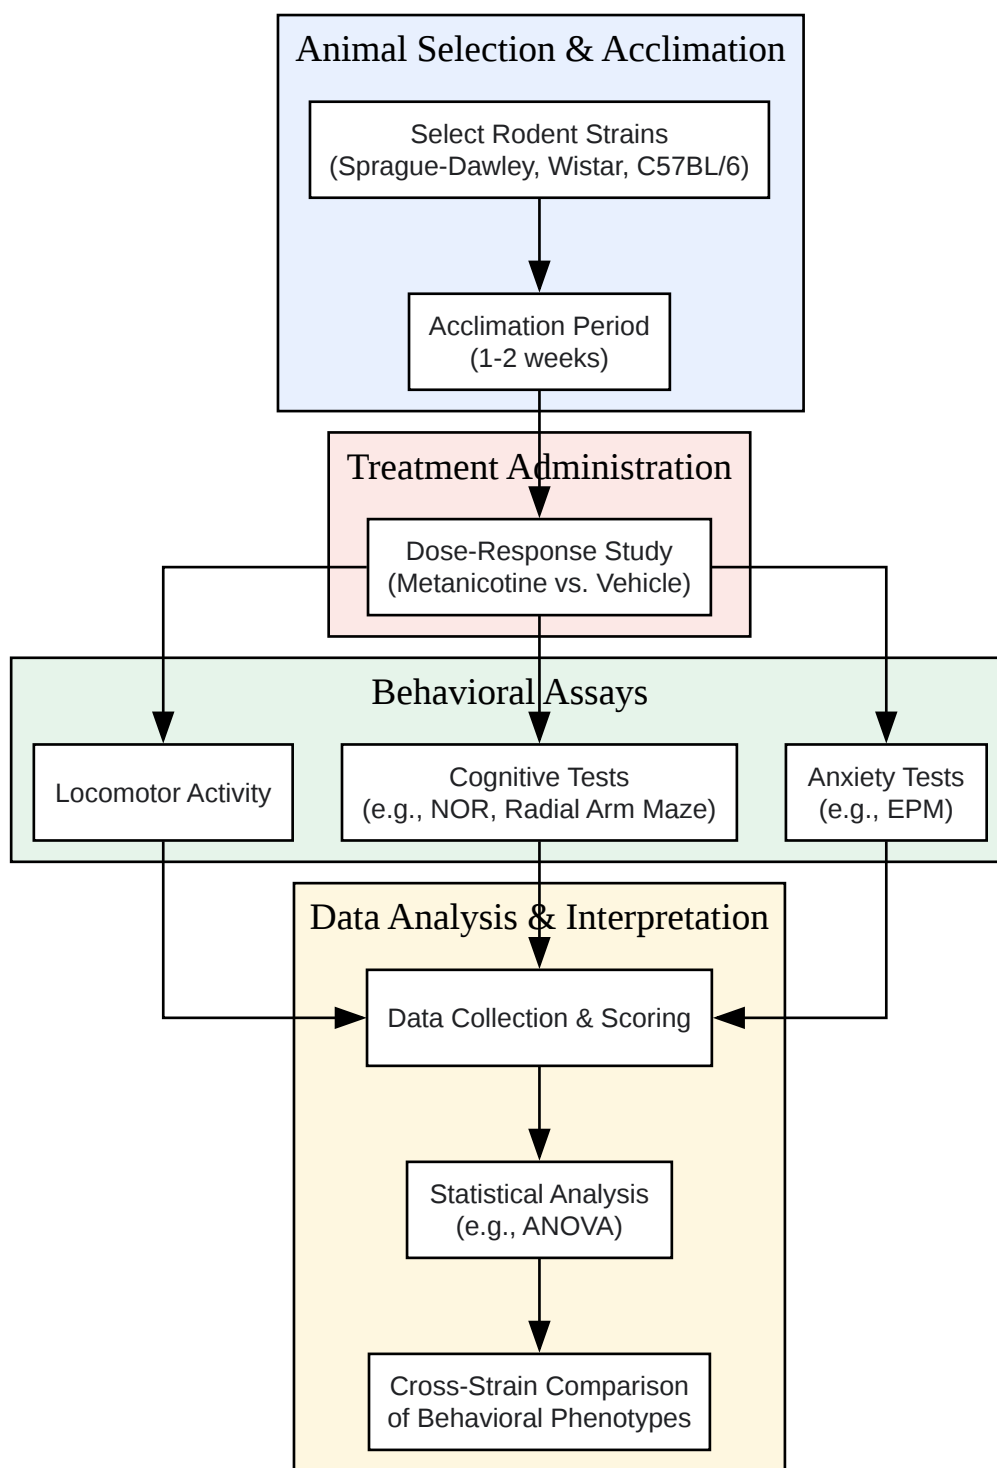 Animal Selection & Acclimation
Select Rodent Strains
(Sprague-Dawley, Wistar, C57BL/6)
Acclimation Period
(1-2 weeks)
Treatment Administration
Dose-Response Study
(Metanicotine vs. Vehicle)
Behavioral Assays
Locomotor Activity
Cognitive Tests
(e.g., NOR, Radial Arm Maze)
Anxiety Tests
(e.g., EPM)
Data Analysis & Interpretation
Data Collection & Scoring
Statistical Analysis
(e.g., ANOVA)
Cross-Strain Comparison
of Behavioral Phenotypes